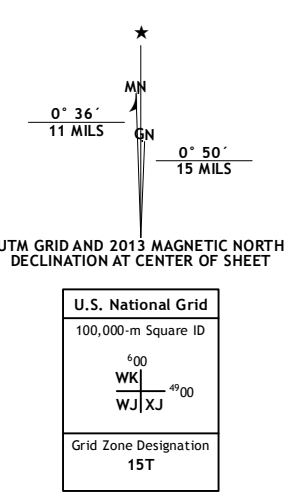 ★
MN
0° 36´
11 MILS
GN
0° 50´
15 MILS
UTM GRID AND 2013 MAGNETIC NORTH
DECLINATION AT CENTER OF SHEET
U.S. National Grid
100,000-m Square ID
⁶00
WK
⁴⁹00
WJ XJ
Grid Zone Designation
15T